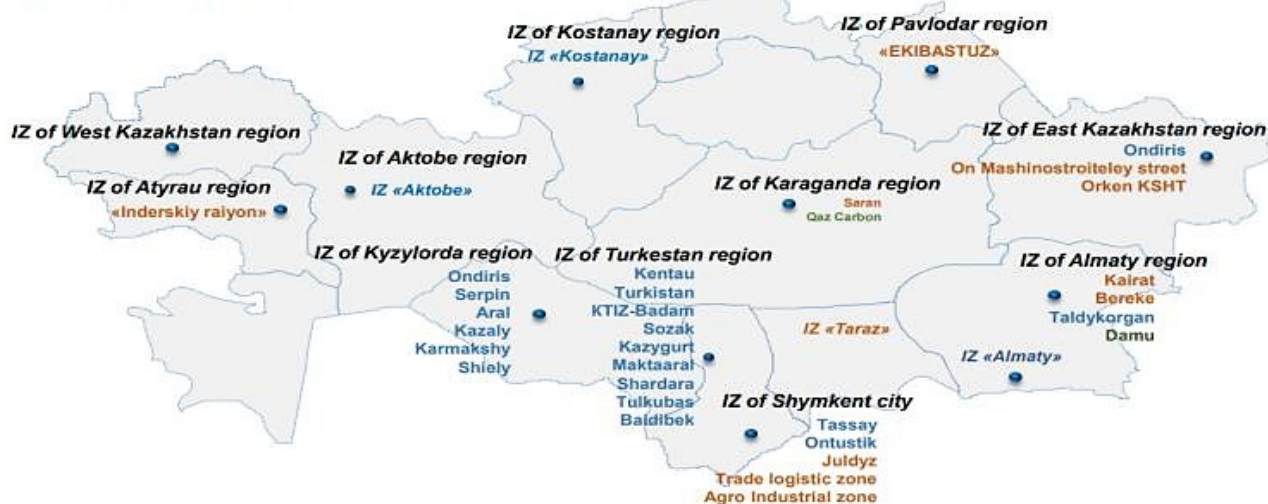 IZ of Kostanay region
IZ «Kostanay»
IZ of Pavlodar region
«EKIBASTUZ»
IZ of West Kazakhstan region
IZ of Aktobe region
IZ «Aktobe»
IZ of East Kazakhstan region
Ondiris
On Mashinostroiteley street
Orken KSHT
IZ of Atyrau region
«Inderskiy raiyon»
IZ of Karaganda region
Saran
Qaz Carbon
IZ of Kyzylorda region
Ondiris
Serpin
Aral
Kazaly
Karmakshy
Shiely
IZ of Turkestan region
Kentau
Turkistan
KTIZ-Badam
Sozak
Kazygurt
Maktaaral
Shardara
Tulkubas
Baidibek
IZ «Taraz»
IZ of Almaty region
Kairat
Bereke
Taldykorgan
Damu
IZ «Almaty»
IZ of Shymkent city
Tassay
Ontustik
Juldyz
Trade logistic zone
Agro Industrial zone